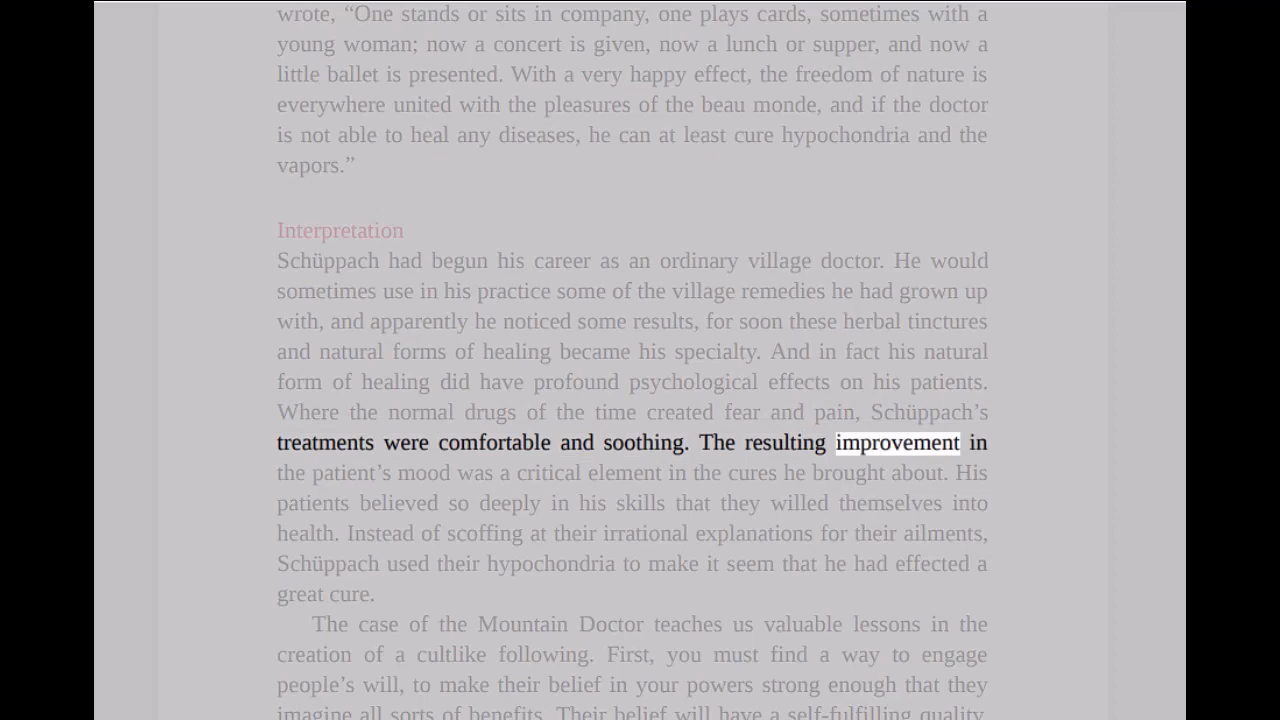 wrote, “One stands or sits in company, one plays cards, sometimes with a
young woman; now a concert is given, now a lunch or supper, and now a
little ballet is presented. With a very happy effect, the freedom of nature is
everywhere united with the pleasures of the beau monde, and if the doctor
is not able to heal any diseases, he can at least cure hypochondria and the
vapors.”
Interpretation
Schüppach had begun his career as an ordinary village doctor. He would
sometimes use in his practice some of the village remedies he had grown up
with, and apparently he noticed some results, for soon these herbal tinctures
and natural forms of healing became his specialty. And in fact his natural
form of healing did have profound psychological effects on his patients.
Where the normal drugs of the time created fear and pain, Schüppach’s
treatments were comfortable and soothing. The resulting improvement in
the patient’s mood was a critical element in the cures he brought about. His
patients believed so deeply in his skills that they willed themselves into
health. Instead of scoffing at their irrational explanations for their ailments,
Schüppach used their hypochondria to make it seem that he had effected a
great cure.
The case of the Mountain Doctor teaches us valuable lessons in the
creation of a cultlike following. First, you must find a way to engage
people’s will, to make their belief in your powers strong enough that they
imagine all sorts of benefits. Their belief will have a self-fulfilling quality,